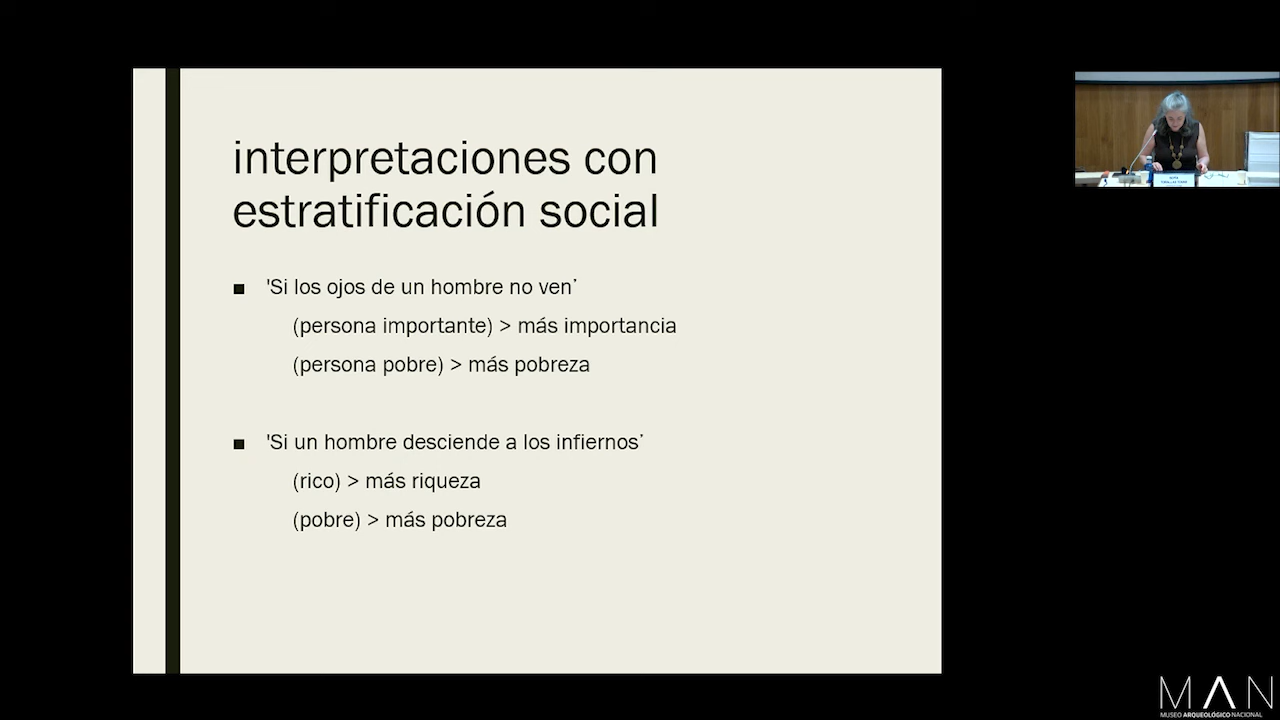 interpretaciones con
estratificación social
■ 'Si los ojos de un hombre no ven’
(persona importante) > más importancia
(persona pobre) > más pobreza
■ 'Si un hombre desciende a los infiernos’
(rico) > más riqueza
(pobre) > más pobreza
MAN
MUSEO ARQUEOLÓGICO NACIONAL